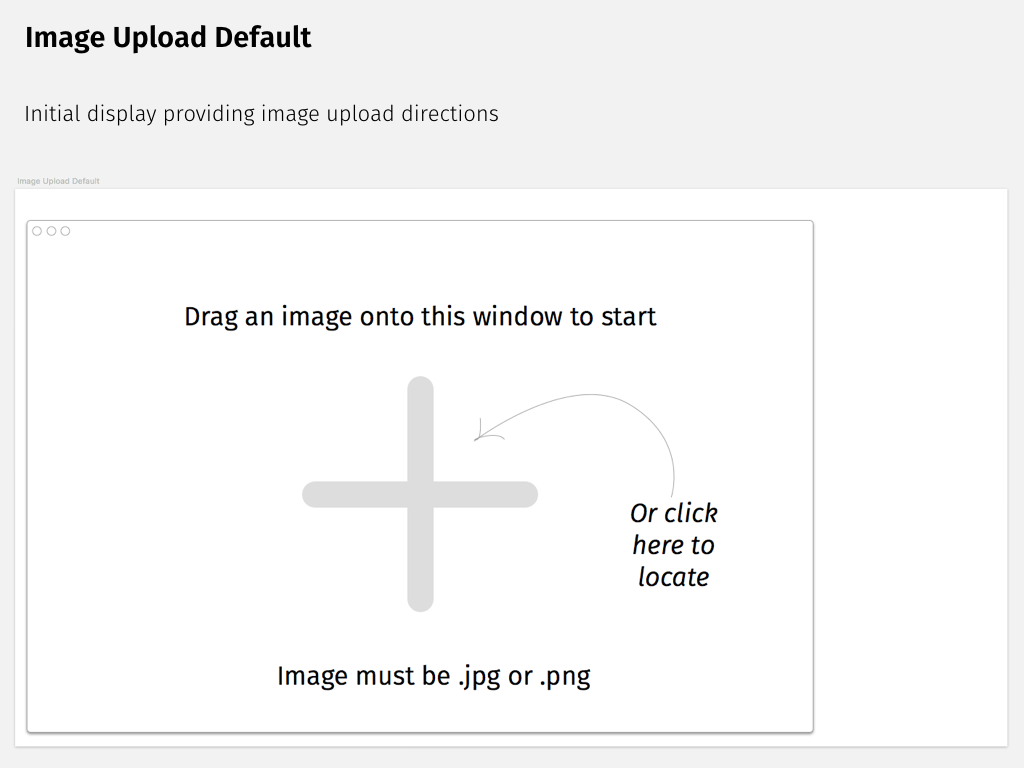 Image Upload Default
Initial display providing image upload directions
Image Upload Default
Drag an image onto this window to start
Or click
here to
locate
Image must be .jpg or .png